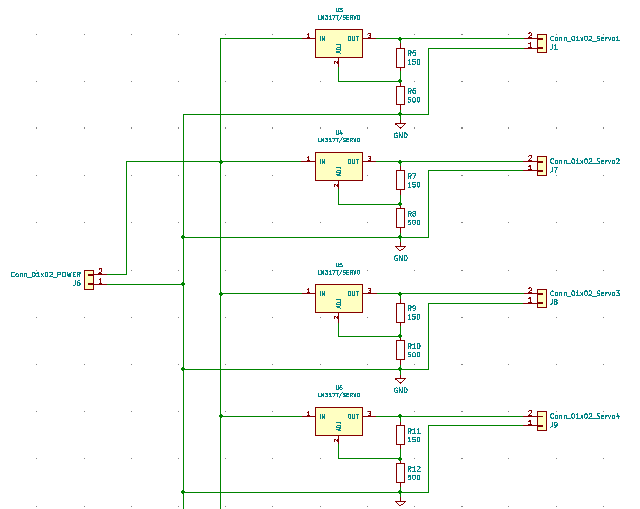 U3
LM317T/SERVO
1 IN OUT 3
ADJ
2
R5
150
R6
500
GND
2 Conn_01x02_Servo1
1 J1
U4
LM317T/SERVO
1 IN OUT 3
ADJ
2
R7
150
R8
500
GND
2 Conn_01x02_Servo2
1 J7
Conn_01x02_POWER 2
J6 1
U5
LM317T/SERVO
1 IN OUT 3
ADJ
2
R9
150
R10
500
GND
2 Conn_01x02_Servo3
1 J8
U6
LM317T/SERVO
1 IN OUT 3
ADJ
2
R11
150
R12
500
2 Conn_01x02_Servo4
1 J9